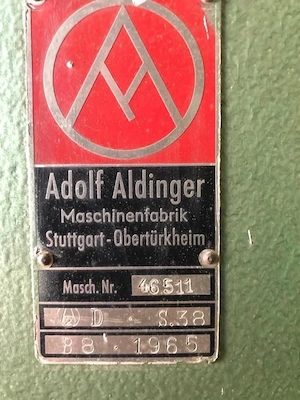 Adolf Aldinger
Maschinenfabrik
Stuttgart-Obertürkheim
Masch. Nr. 46511
D S.38
88 1965